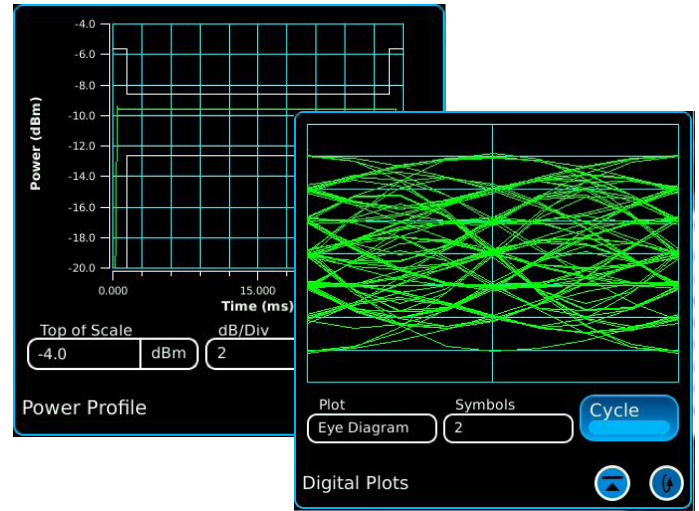 -4.0
-6.0
-8.0
-10.0
-12.0
-14.0
-16.0
-18.0
-20.0
Power (dBm)
0.000
15.000
Time (ms)
Top of Scale
dB/Div
-4.0 dBm
2
Power Profile
Plot
Symbols
Eye Diagram
2
Cycle
Digital Plots